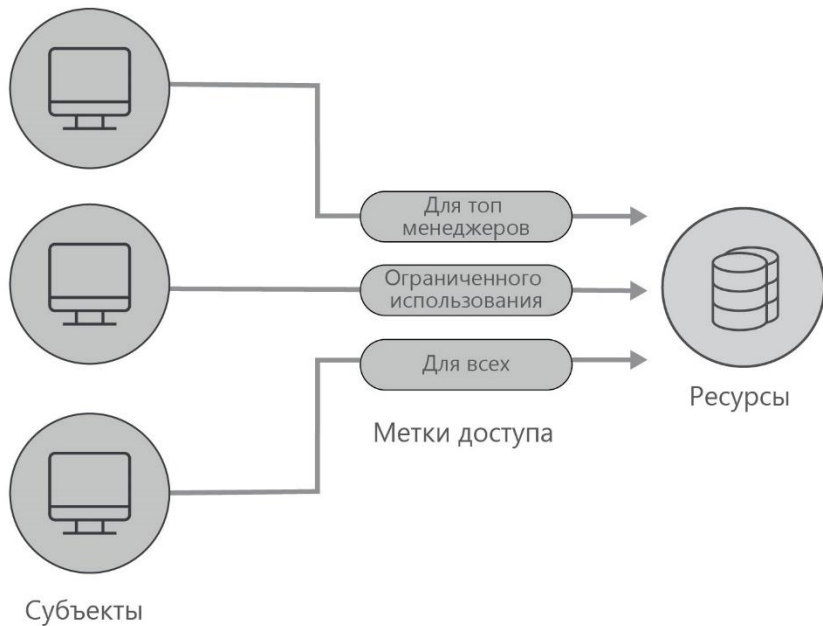 Для топ
менеджеров
Ограниченного
использования
Для всех
Ресурсы
Метки доступа
Субъекты